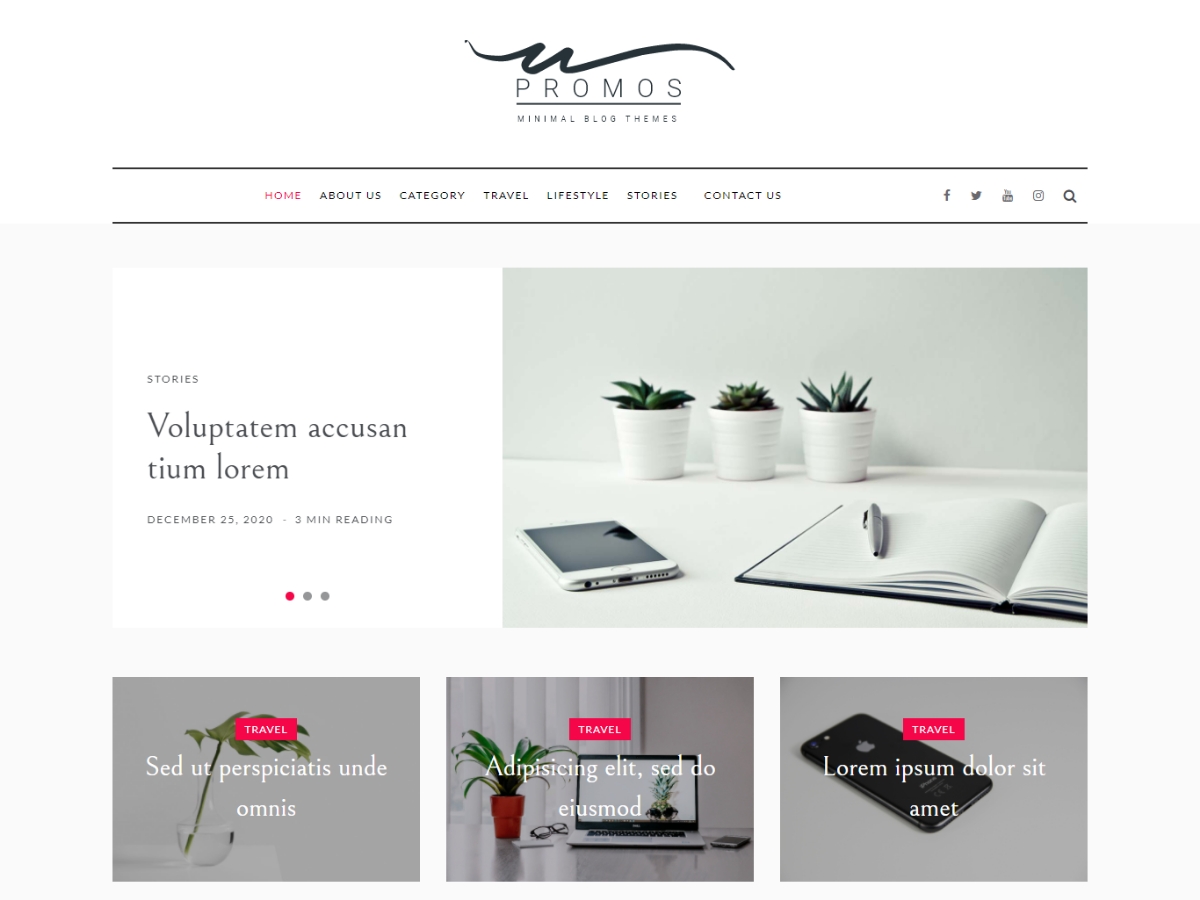 PROMOS
MINIMAL BLOG THEMES
HOME ABOUT US CATEGORY TRAVEL LIFESTYLE STORIES CONTACT US
STORIES
Voluptatem accusan
tium lorem
DECEMBER 25, 2020 - 3 MIN READING
TRAVEL
Sed ut perspiciatis unde
omnis
TRAVEL
Adipisicing elit, sed do
eiusmod
TRAVEL
Lorem ipsum dolor sit
amet